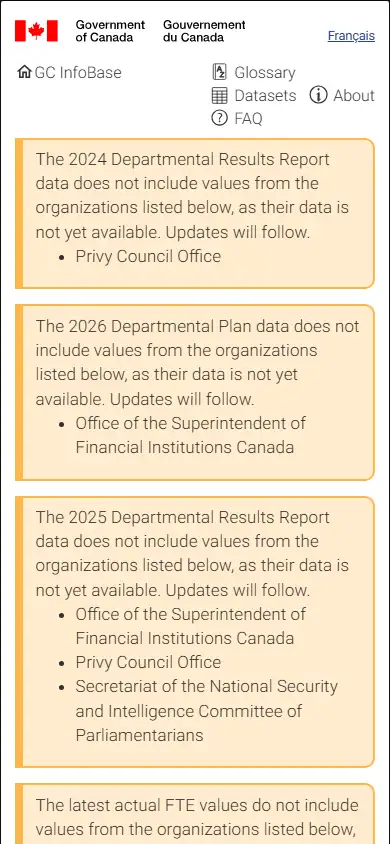 Government of Canada
Gouvernement du Canada
Français
GC InfoBase
Glossary
Datasets
About
FAQ
The 2024 Departmental Results Report
data does not include values from the
organizations listed below, as their data is
not yet available. Updates will follow.
• Privy Council Office
The 2026 Departmental Plan data does not
include values from the organizations
listed below, as their data is not yet
available. Updates will follow.
• Office of the Superintendent of
Financial Institutions Canada
The 2025 Departmental Results Report
data does not include values from the
organizations listed below, as their data is
not yet available. Updates will follow.
• Office of the Superintendent of
Financial Institutions Canada
• Privy Council Office
• Secretariat of the National Security
and Intelligence Committee of
Parliamentarians
The latest actual FTE values do not include
values from the organizations listed below,